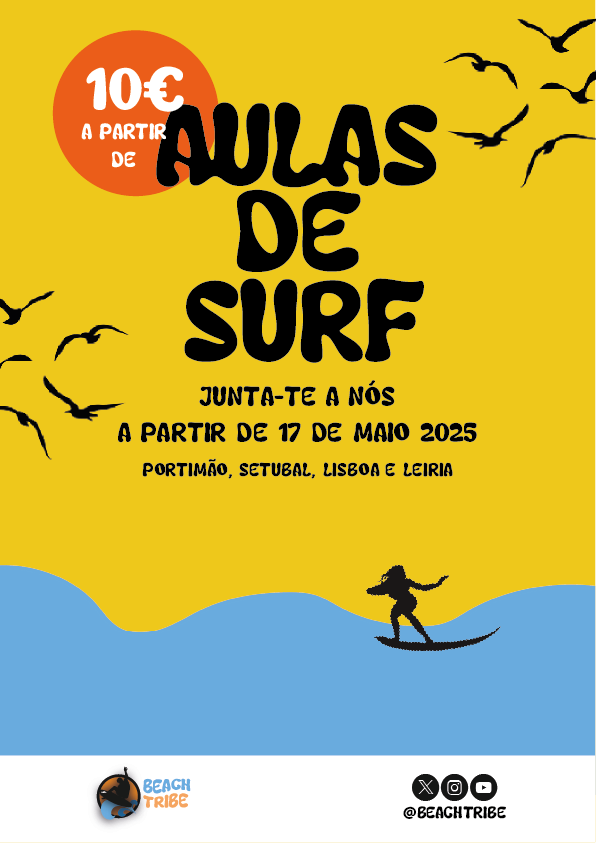 10€
A PARTIR
DE
AULAS
DE
SURF
JUNTA-TE A NÓS
A PARTIR DE 17 DE MAIO 2025
PORTIMÃO, SETUBAL, LISBOA E LEIRIA
BEACH
TRIBE
@BEACHTRIBE